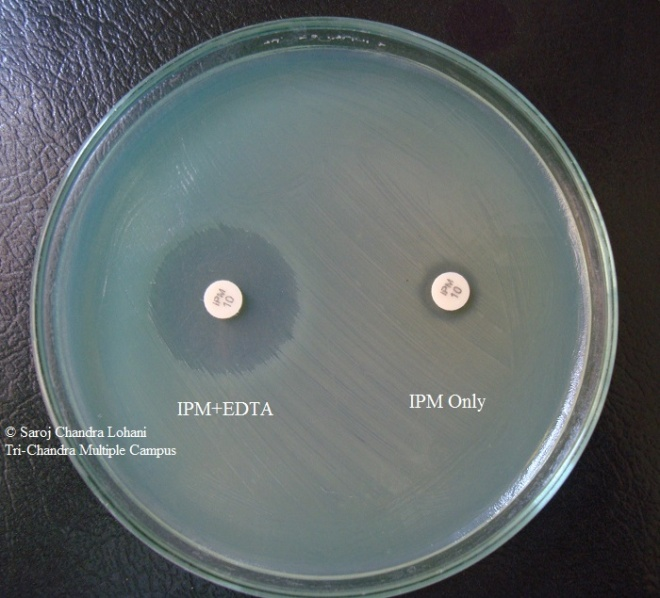 IPM
10
IPM
10
IPM+EDTA
IPM Only
© Saroj Chandra Lohani
Tri-Chandra Multiple Campus